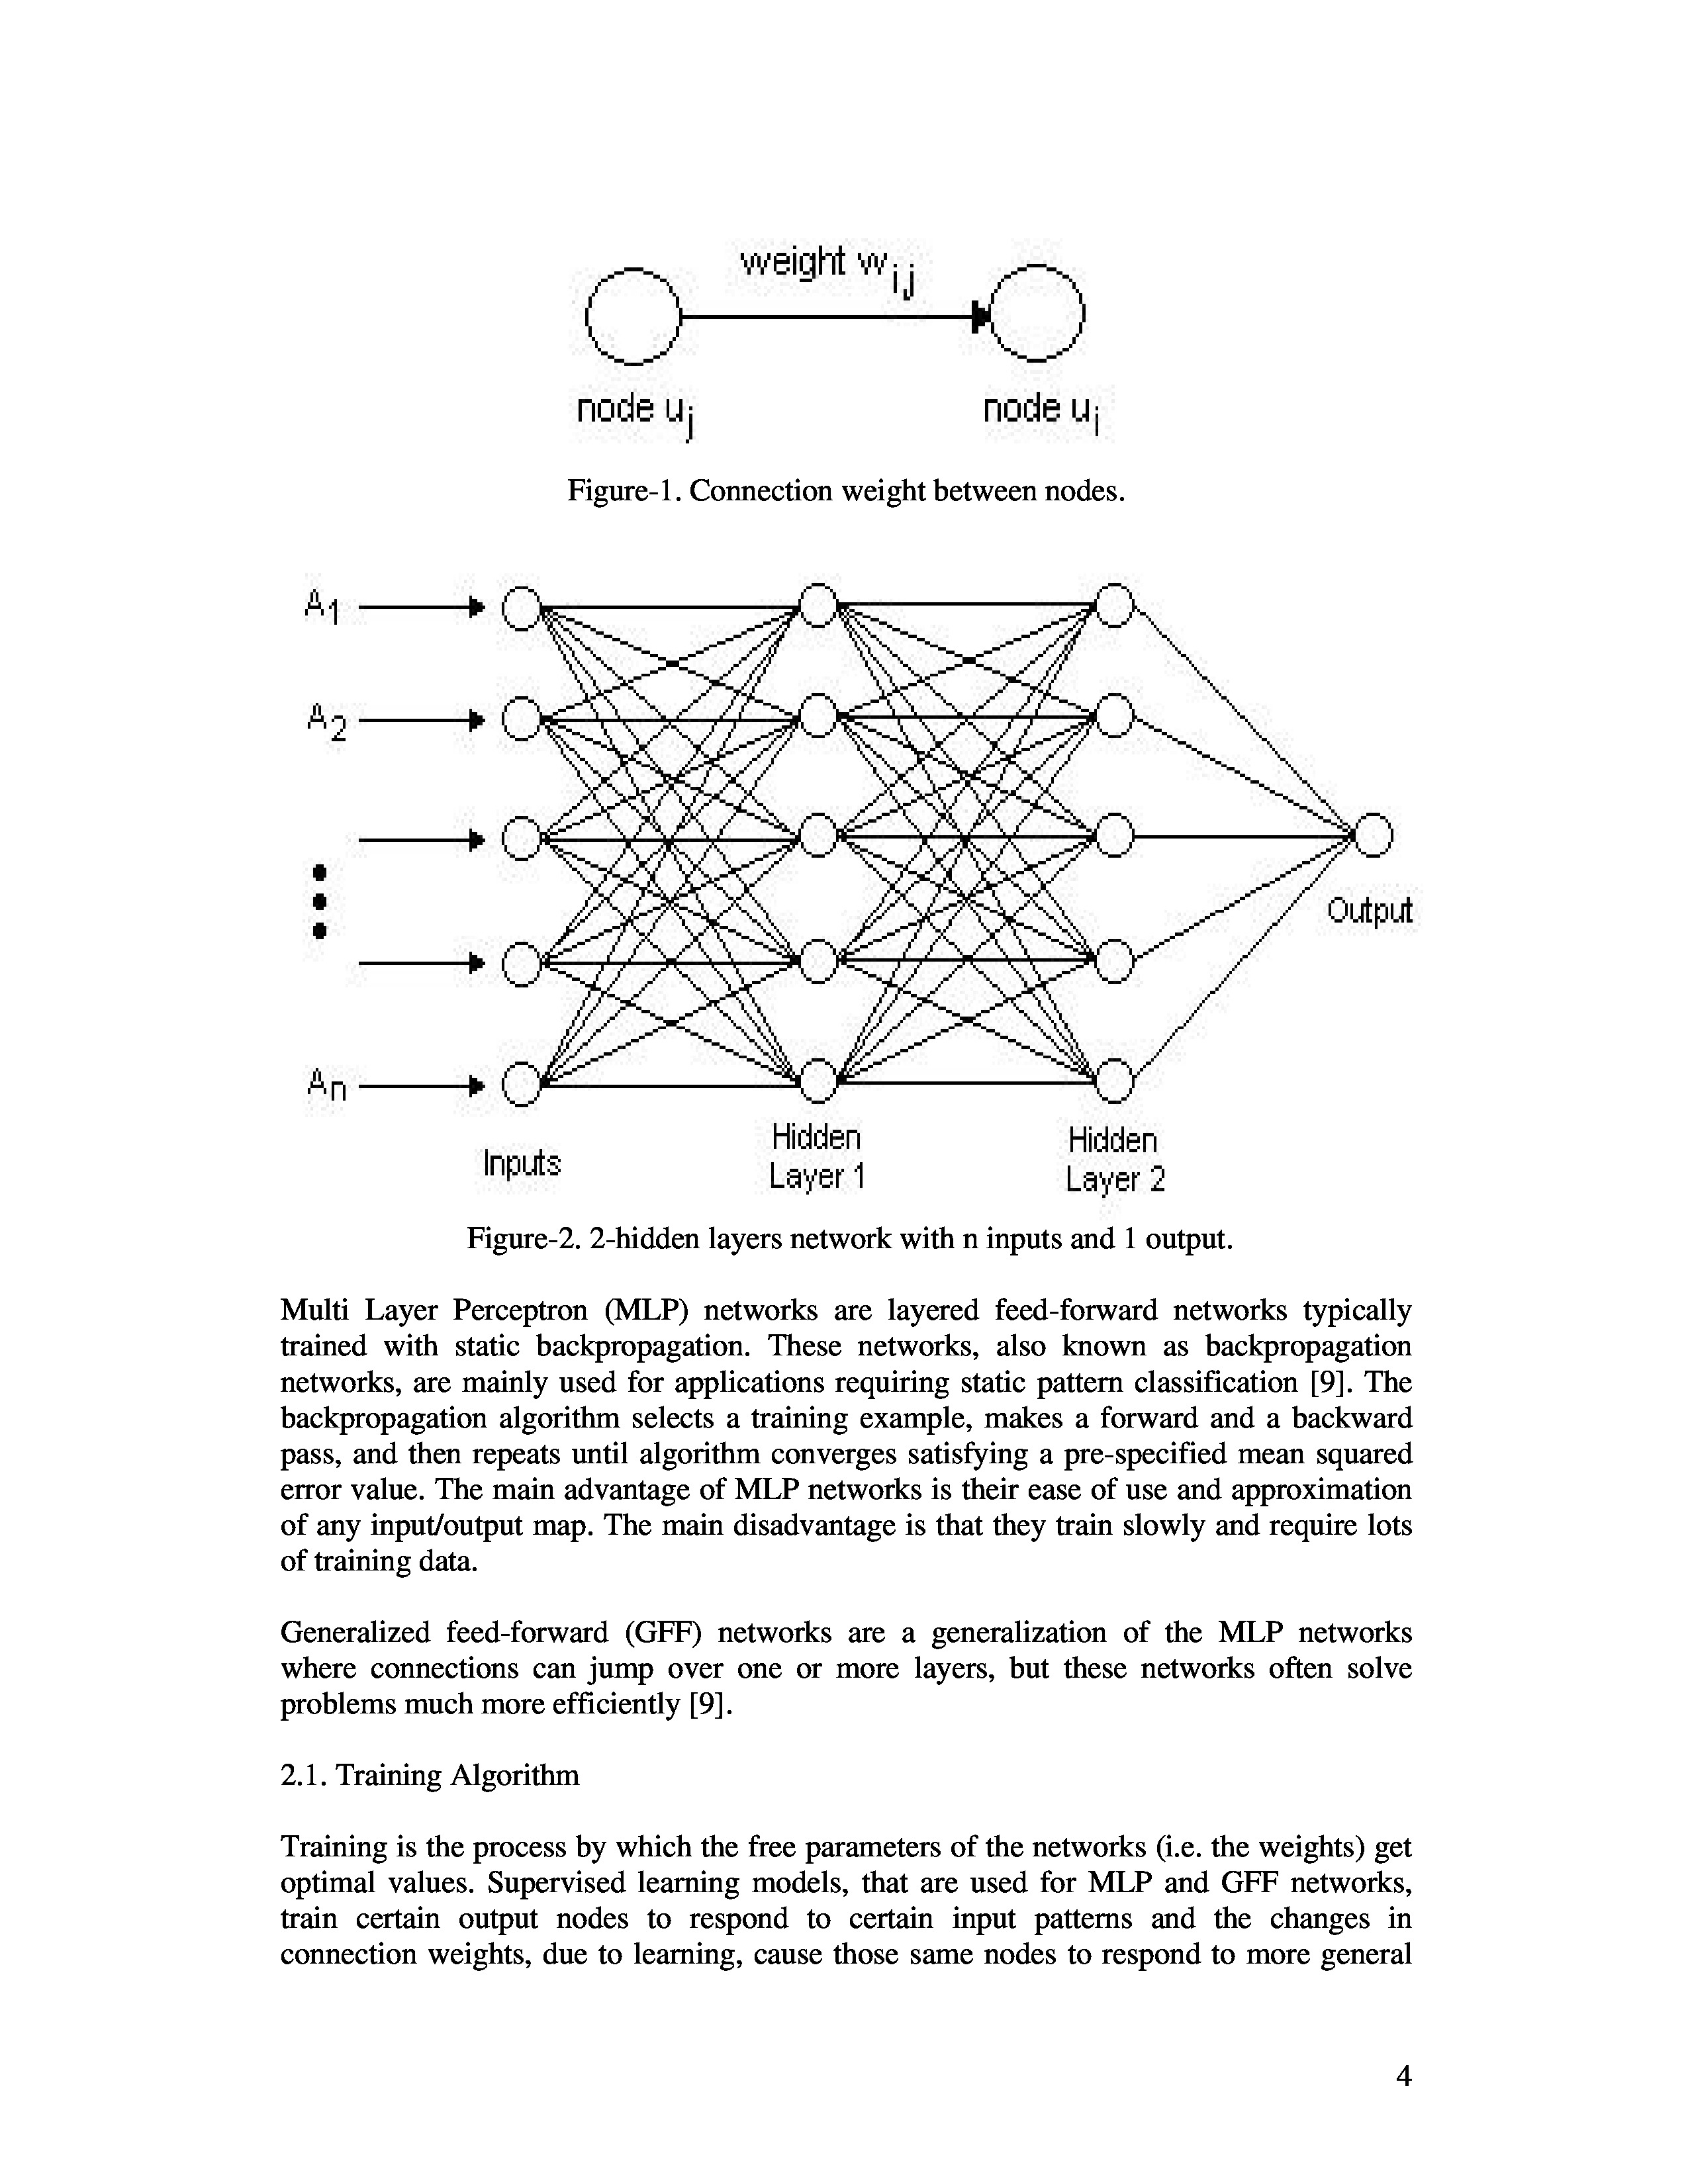 weight w i,j
node u j
node u i
Figure-1. Connection weight between nodes.
A1
A2
An
Output
Inputs
Hidden
Layer 1
Hidden
Layer 2
Figure-2. 2-hidden layers network with n inputs and 1 output.
Multi Layer Perceptron (MLP) networks are layered feed-forward networks typically
trained with static backpropagation. These networks, also known as backpropagation
networks, are mainly used for applications requiring static pattern classification [9]. The
backpropagation algorithm selects a training example, makes a forward and a backward
pass, and then repeats until algorithm converges satisfying a pre-specified mean squared
error value. The main advantage of MLP networks is their ease of use and approximation
of any input/output map. The main disadvantage is that they train slowly and require lots
of training data.
Generalized feed-forward (GFF) networks are a generalization of the MLP networks
where connections can jump over one or more layers, but these networks often solve
problems much more efficiently [9].
2.1. Training Algorithm
Training is the process by which the free parameters of the networks (i.e. the weights) get
optimal values. Supervised learning models, that are used for MLP and GFF networks,
train certain output nodes to respond to certain input patterns and the changes in
connection weights, due to learning, cause those same nodes to respond to more general
4